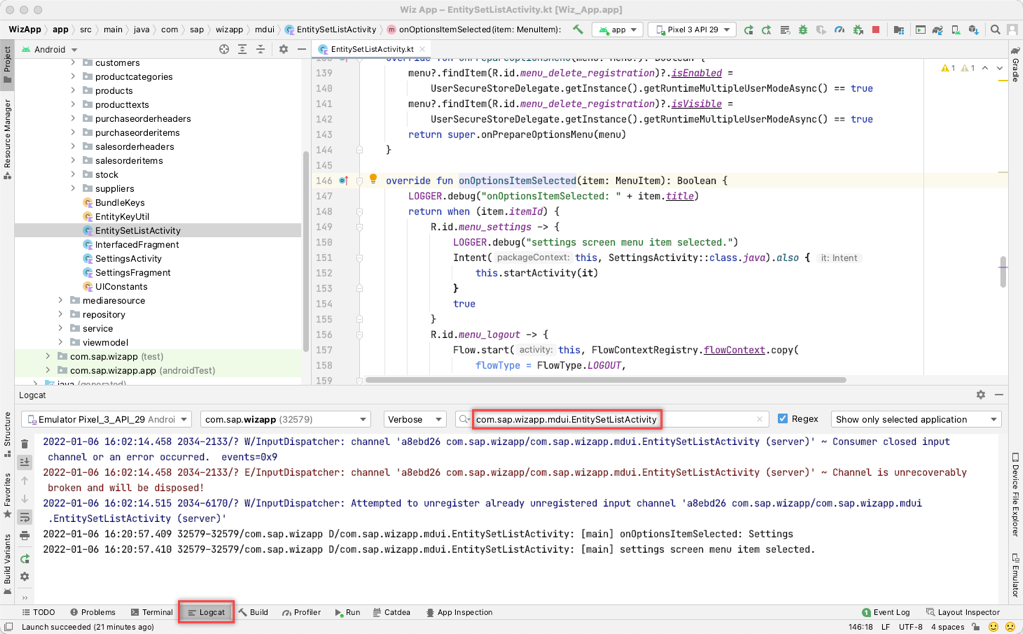 Wiz App – EntitySetListActivity.kt [Wiz_App.app]
WizApp app src main java com sap wizapp mdui EntitySetListActivity onOptionsItemSelected(item: MenuItem): app Pixel 3 API 29
Android
EntitySetListActivity.kt
Project
Resource Manager
Structure
Favorites
Build Variants
Gradle
Device File Explorer
Emulator
customers
productcategories
products
producttexts
purchaseorderheaders
purchaseorderitems
salesorderheaders
salesorderitems
stock
suppliers
BundleKeys
EntityKeyUtil
EntitySetListActivity
InterfacedFragment
SettingsActivity
SettingsFragment
UIConstants
mediaresource
repository
service
viewmodel
com.sap.wizapp (test)
com.sap.wizapp.app (androidTest)
java (generated)
1 1
138 override fun onPrepareOptionsMenu(menu: Menu?): Boolean {
139 menu?.findItem(R.id.menu_delete_registration)?.isEnabled =
140 UserSecureStoreDelegate.getInstance().getRuntimeMultipleUserModeAsync() == true
141 menu?.findItem(R.id.menu_delete_registration)?.isVisible =
142 UserSecureStoreDelegate.getInstance().getRuntimeMultipleUserModeAsync() == true
143 return super.onPrepareOptionsMenu(menu)
144 }
145
146 override fun onOptionsItemSelected(item: MenuItem): Boolean {
147 LOGGER.debug("onOptionsItemSelected: " + item.title)
148 return when (item.itemId) {
149 R.id.menu_settings -> {
150 LOGGER.debug("settings screen menu item selected.")
151 Intent( packageContext: this, SettingsActivity::class.java).also { it: Intent
152 this.startActivity(it)
153 }
154 true
155 }
156 R.id.menu_logout -> {
157 Flow.start( activity: this, FlowContextRegistry.flowContext.copy(
158 flowType = FlowType.LOGOUT,
159
Logcat
Emulator Pixel_3_API_29 Androi com.sap.wizapp (32579) Verbose com.sap.wizapp.mdui.EntitySetListActivity Regex Show only selected application
2022-01-06 16:02:14.458 2034-2133/? W/InputDispatcher: channel 'a8ebd26 com.sap.wizapp/com.sap.wizapp.mdui.EntitySetListActivity (server)' ~ Consumer closed input
channel or an error occurred.  events=0x9
2022-01-06 16:02:14.458 2034-2133/? E/InputDispatcher: channel 'a8ebd26 com.sap.wizapp/com.sap.wizapp.mdui.EntitySetListActivity (server)' ~ Channel is unrecoverably
broken and will be disposed!
2022-01-06 16:02:14.515 2034-6170/? W/InputDispatcher: Attempted to unregister already unregistered input channel 'a8ebd26 com.sap.wizapp/com.sap.wizapp.mdui
.EntitySetListActivity (server)'
2022-01-06 16:20:57.409 32579-32579/com.sap.wizapp D/com.sap.wizapp.mdui.EntitySetListActivity: [main] onOptionsItemSelected: Settings
2022-01-06 16:20:57.410 32579-32579/com.sap.wizapp D/com.sap.wizapp.mdui.EntitySetListActivity: [main] settings screen menu item selected.
TODO Problems Terminal Logcat Build Profiler Run Catdea App Inspection 1 Event Log Layout Inspector
Launch succeeded (21 minutes ago) 146:18 LF UTF-8 4 spaces